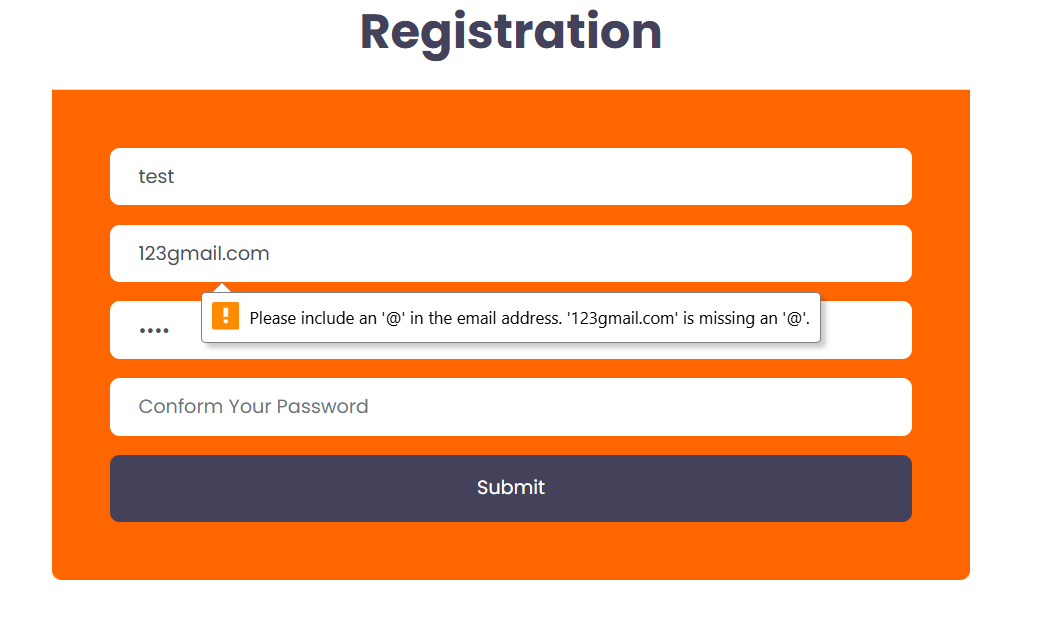 Registration
test
123gmail.com
Please include an '@' in the email address. '123gmail.com' is missing an '@'.
••••
Conform Your Password
Submit